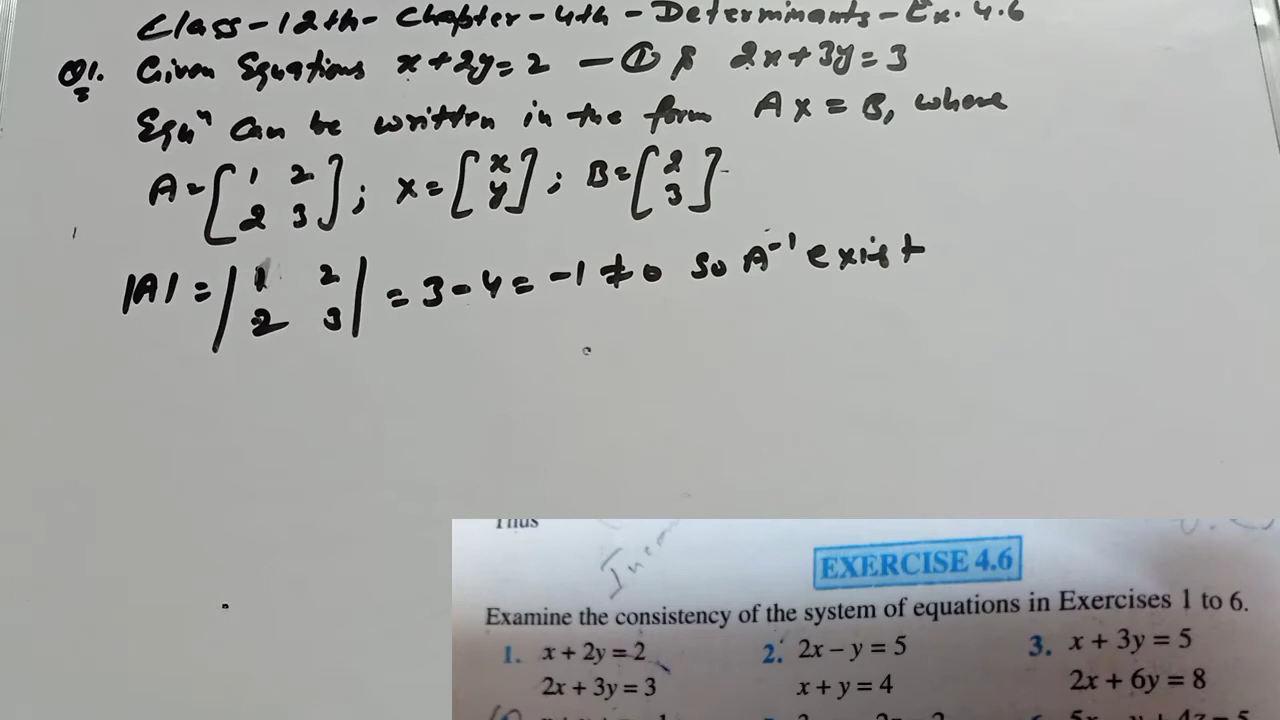 Class-12th-Chapter-4th-Determinants-Ex. 4.6
Q1. Given Equations x+2y=2 — ① & 2x+3y=3
Equⁿ can be written in the form AX = B, where
A=[1 2; 2 3]; X=[x; y]; B=[2; 3]
|A| = |1 2; 2 3| = 3-4= -1 ≠ 0 So A⁻¹ exist
Thus
EXERCISE 4.6
Examine the consistency of the system of equations in Exercises 1 to 6.
1. x + 2y = 2 2. 2x – y = 5 3. x + 3y = 5
2x + 3y = 3 x + y = 4 2x + 6y = 8